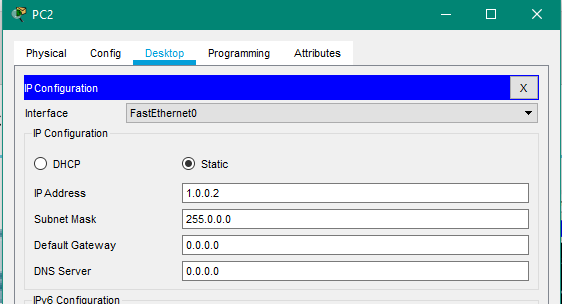 PC2
Physical Config Desktop Programming Attributes
IP Configuration X
Interface FastEthernet0
IP Configuration
DHCP Static
IP Address 1.0.0.2
Subnet Mask 255.0.0.0
Default Gateway 0.0.0.0
DNS Server 0.0.0.0
IPv6 Configuration